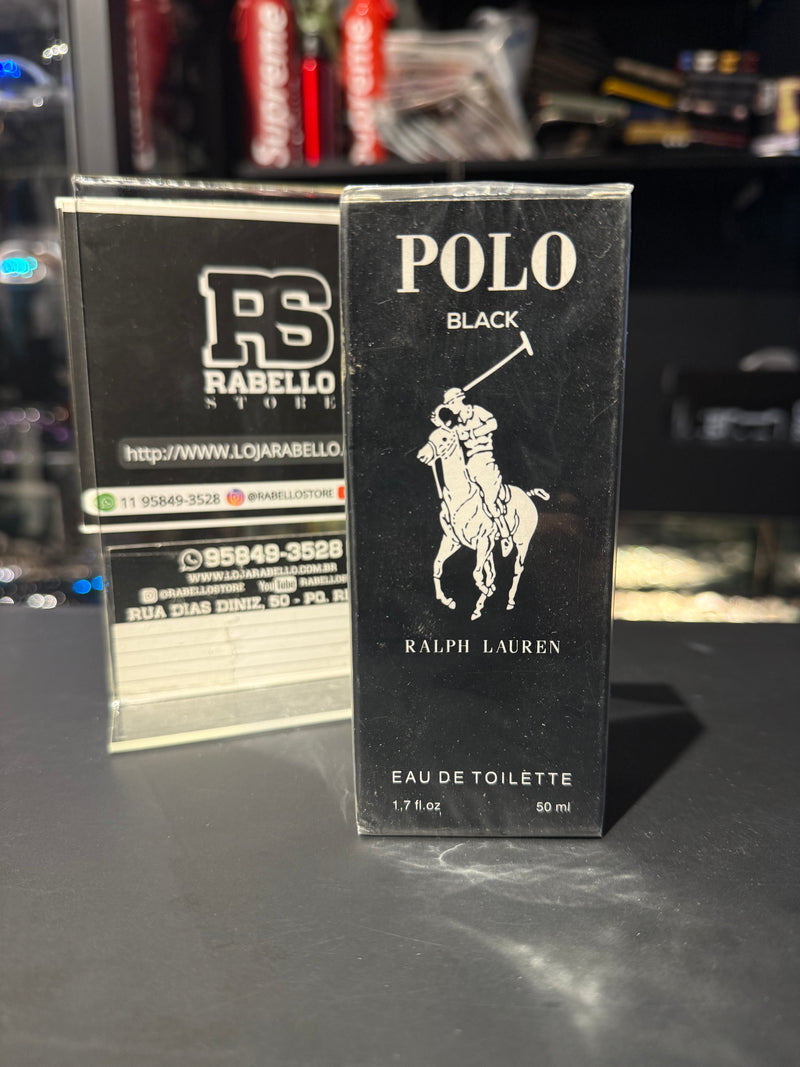 Supreme
Supreme
RS
RABELLO
STORE
http://WWW.LOJARABELLO.
11 95849-3528 @RABELLOSTORE
95849-3528
WWW.LOJARABELLO.COM.BR
@RABELLOSTORE YouTube
RUA DIAS DINIZ, 50 - PQ.
POLO
BLACK
RALPH LAUREN
EAU DE TOILETTE
1,7 fl.oz 50 ml